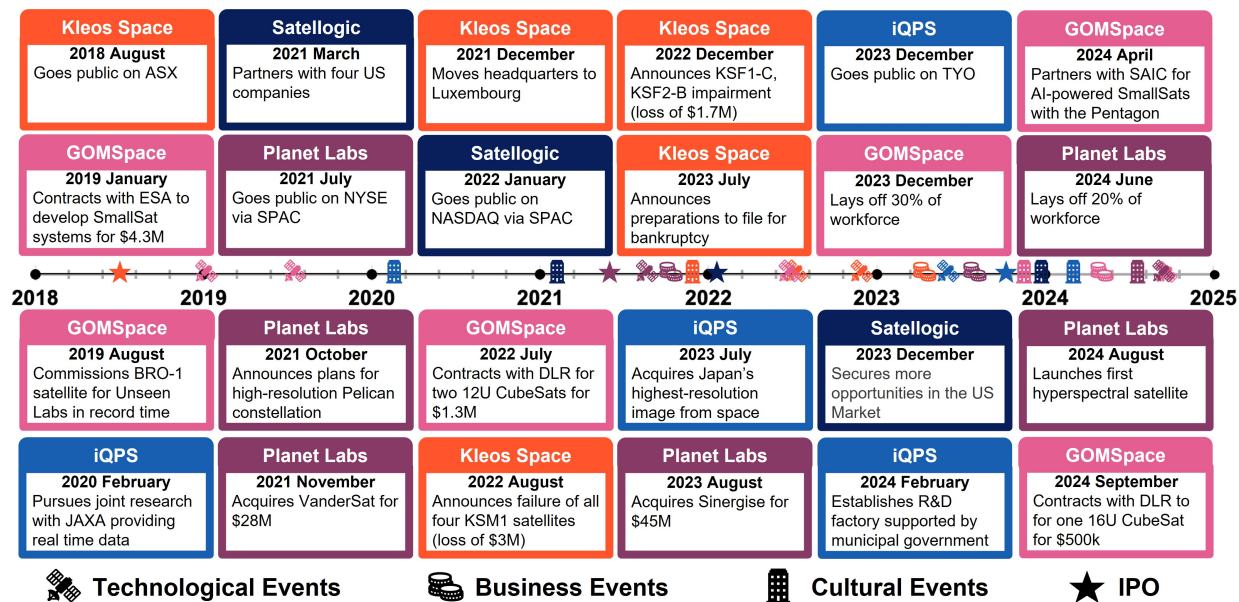 Kleos Space
2018 August
Goes public on ASX
Satellogic
2021 March
Partners with four US
companies
Kleos Space
2021 December
Moves headquarters to
Luxembourg
Kleos Space
2022 December
Announces KSF1-C,
KSF2-B impairment
(loss of $1.7M)
iQPS
2023 December
Goes public on TYO
GOMSpace
2024 April
Partners with SAIC for
AI-powered SmallSats
with the Pentagon
GOMSpace
2019 January
Contracts with ESA to
develop SmallSat
systems for $4.3M
Planet Labs
2021 July
Goes public on NYSE
via SPAC
Satellogic
2022 January
Goes public on
NASDAQ via SPAC
Kleos Space
2023 July
Announces
preparations to file for
bankruptcy
GOMSpace
2023 December
Lays off 30% of
workforce
Planet Labs
2024 June
Lays off 20% of
workforce
2018 2019 2020 2021 2022 2023 2024 2025
GOMSpace
2019 August
Commissions BRO-1
satellite for Unseen
Labs in record time
Planet Labs
2021 October
Announces plans for
high-resolution Pelican
constellation
GOMSpace
2022 July
Contracts with DLR for
two 12U CubeSats for
$1.3M
iQPS
2023 July
Acquires Japan's
highest-resolution
image from space
Satellogic
2023 December
Secures more
opportunities in the US
Market
Planet Labs
2024 August
Launches first
hyperspectral satellite
iQPS
2020 February
Pursues joint research
with JAXA providing
real time data
Planet Labs
2021 November
Acquires VanderSat for
$28M
Kleos Space
2022 August
Announces failure of all
four KSM1 satellites
(loss of $3M)
Planet Labs
2023 August
Acquires Sinergise for
$45M
iQPS
2024 February
Establishes R&D
factory supported by
municipal government
GOMSpace
2024 September
Contracts with DLR to
for one 16U CubeSat
for $500k
Technological Events Business Events Cultural Events IPO